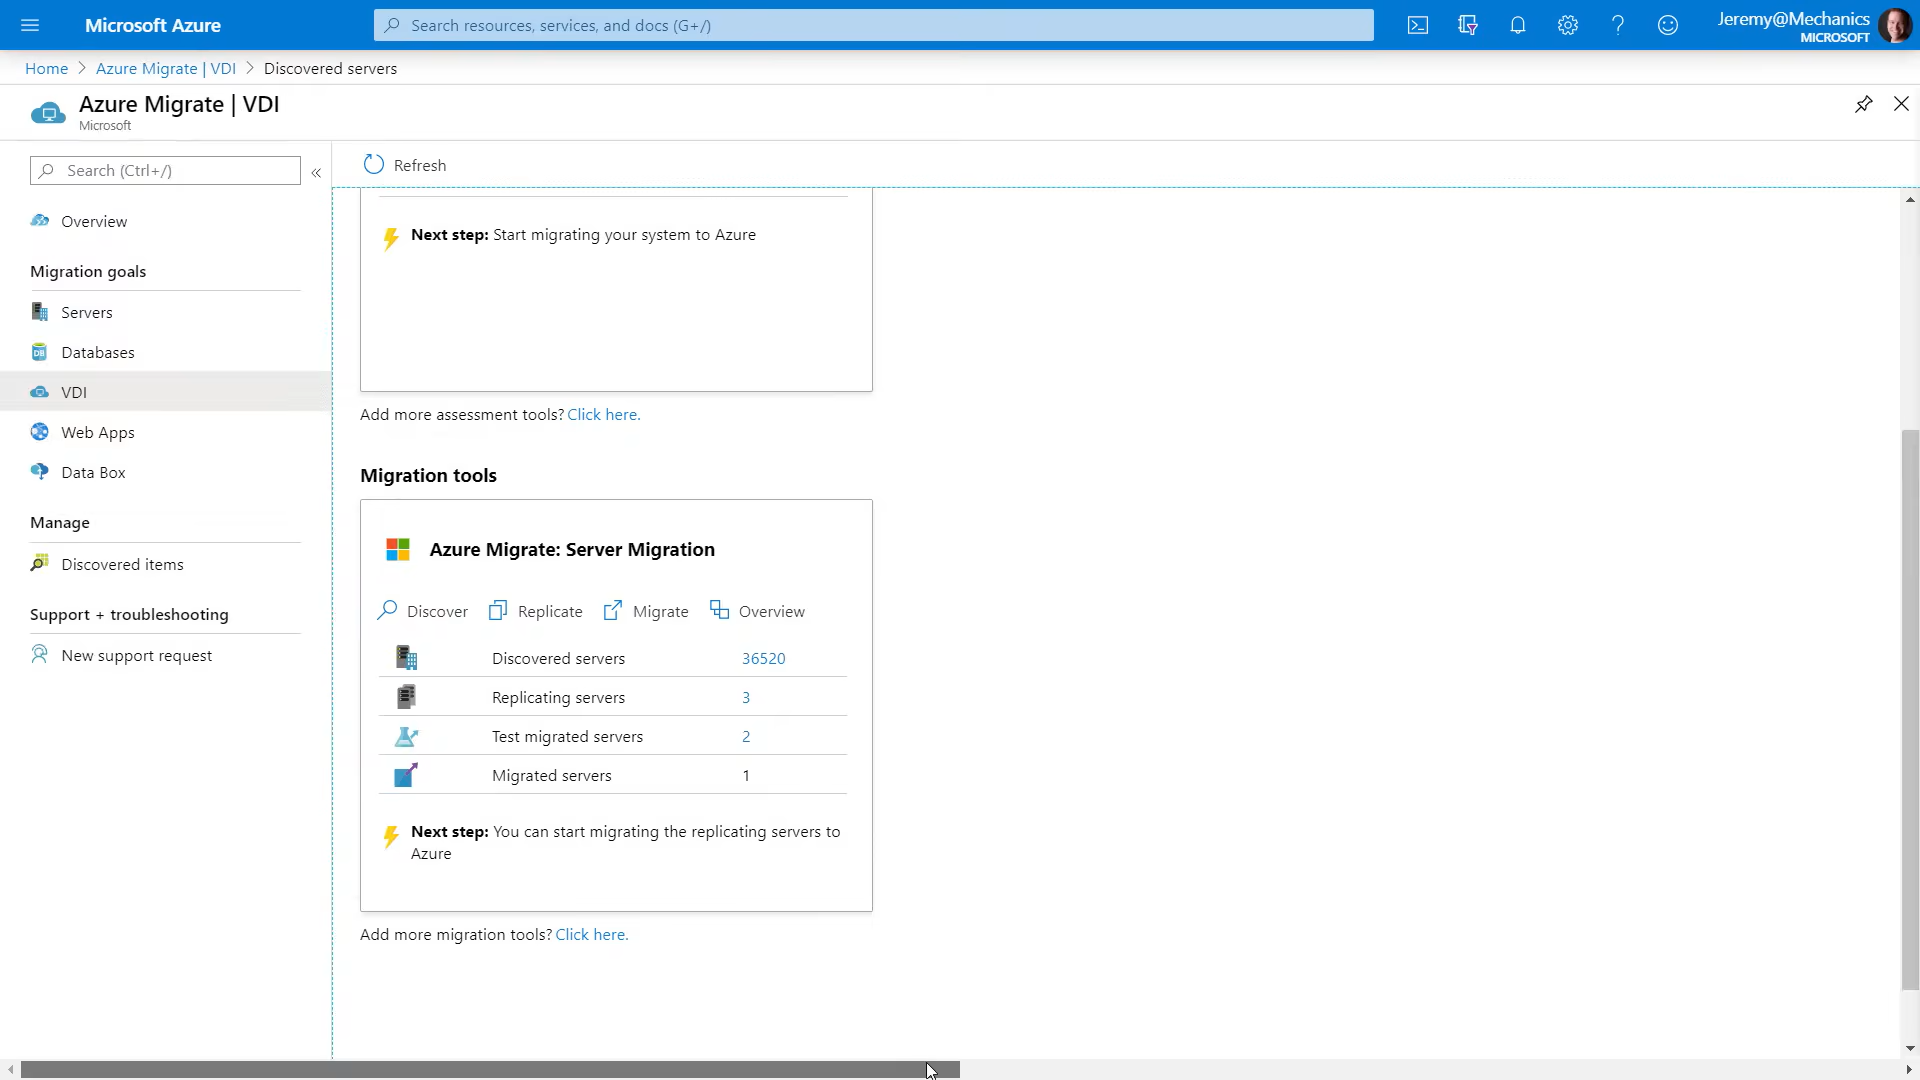 Microsoft Azure
Search resources, services, and docs (G+/)
Jeremy@Mechanics
MICROSOFT
Home > Azure Migrate | VDI > Discovered servers
Azure Migrate | VDI
Microsoft
Search (Ctrl+/)
«
Refresh
Overview
Migration goals
Servers
Databases
VDI
Web Apps
Data Box
Manage
Discovered items
Support + troubleshooting
New support request
Next step: Start migrating your system to Azure
Add more assessment tools? Click here.
Migration tools
Azure Migrate: Server Migration
Discover Replicate Migrate Overview
Discovered servers 36520
Replicating servers 3
Test migrated servers 2
Migrated servers 1
Next step: You can start migrating the replicating servers to
Azure
Add more migration tools? Click here.